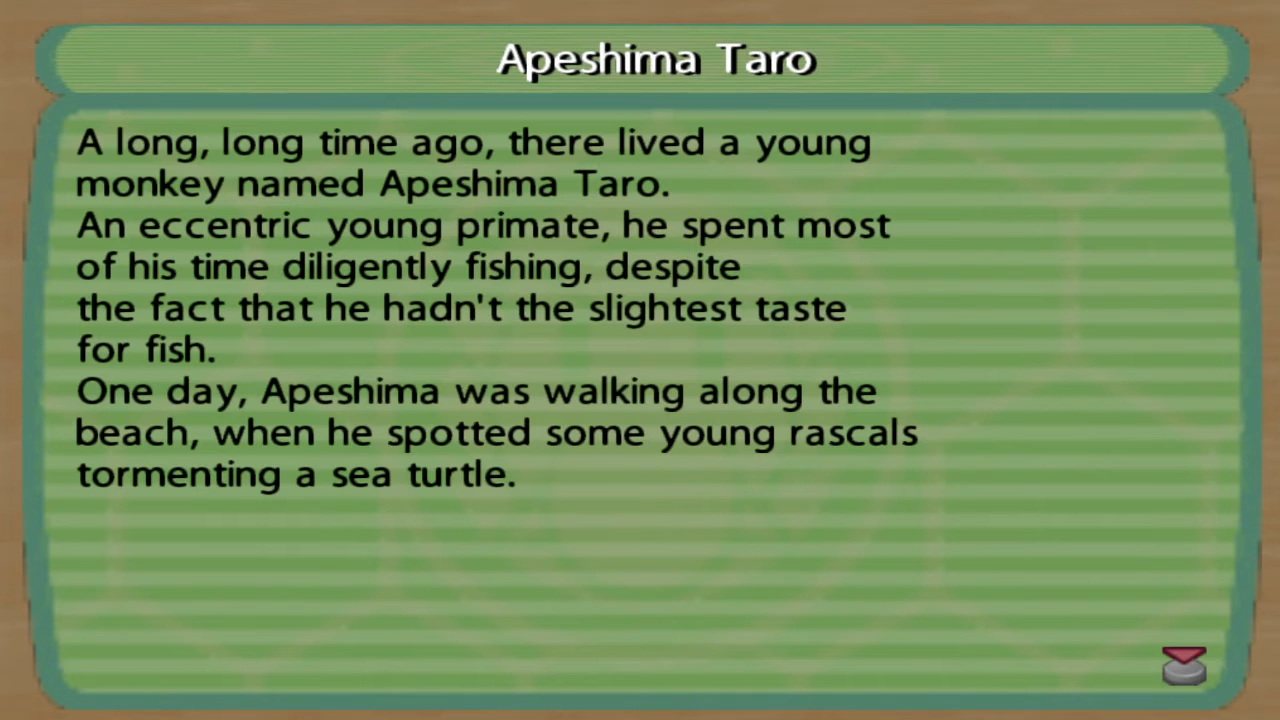 Apeshima Taro
A long, long time ago, there lived a young
monkey named Apeshima Taro.
An eccentric young primate, he spent most
of his time diligently fishing, despite
the fact that he hadn't the slightest taste
for fish.
One day, Apeshima was walking along the
beach, when he spotted some young rascals
tormenting a sea turtle.